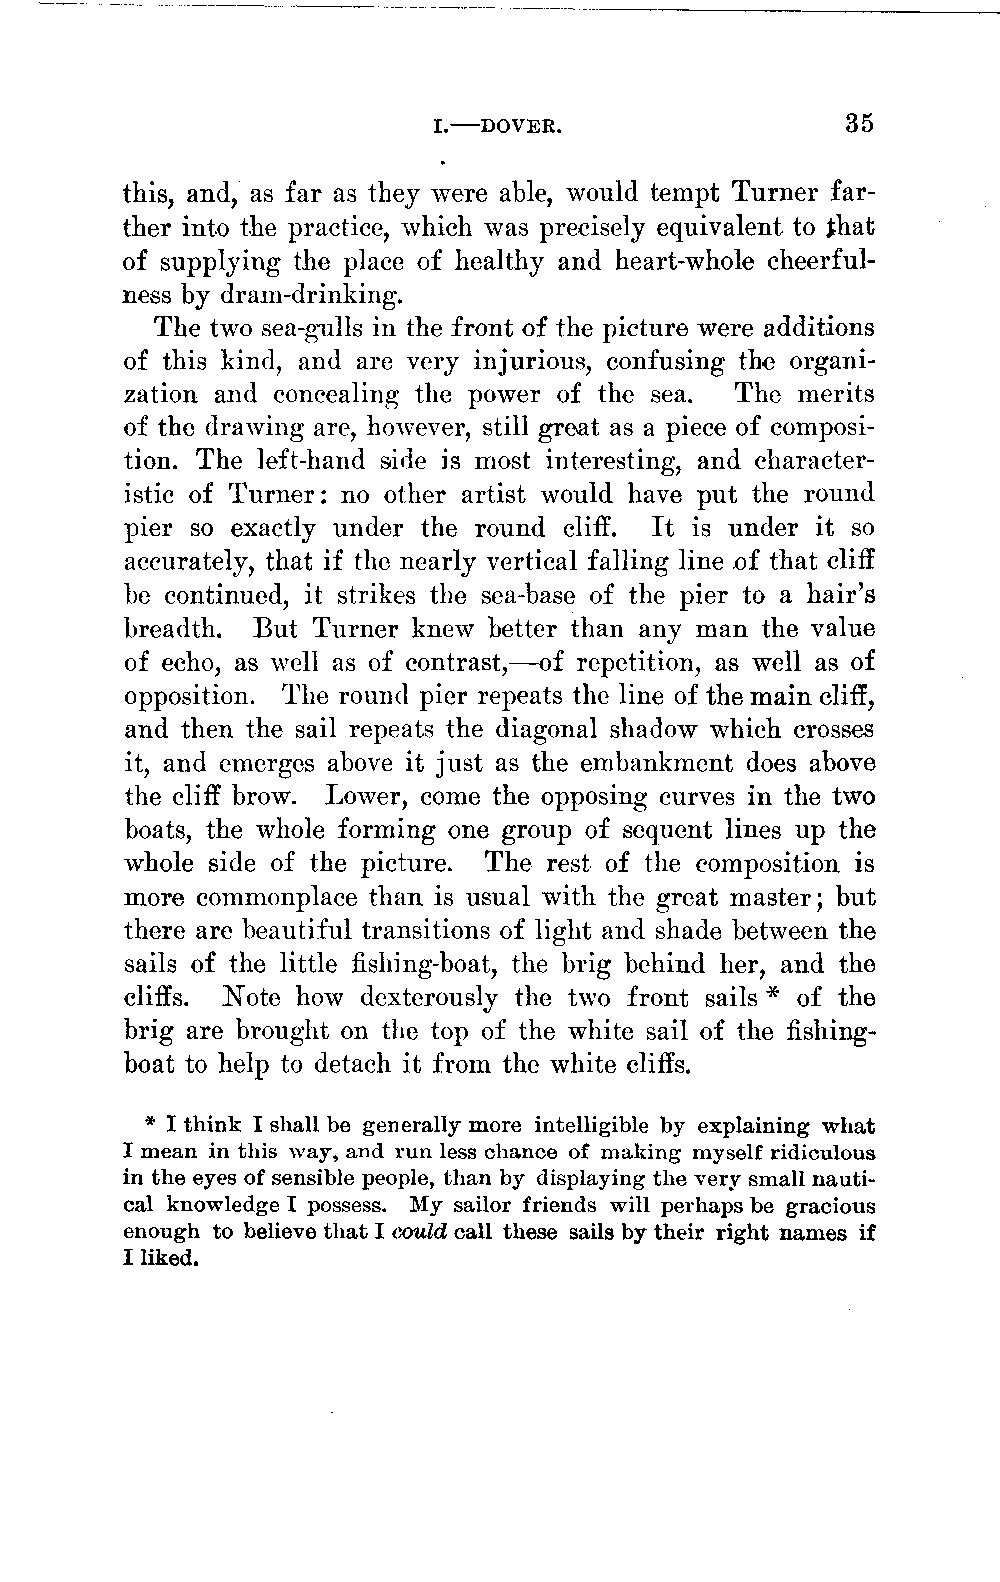 I.—DOVER. 35
this, and, as far as they were able, would tempt Turner far-
ther into the practice, which was precisely equivalent to that
of supplying the place of healthy and heart-whole cheerful-
ness by dram-drinking.
The two sea-gulls in the front of the picture were additions
of this kind, and are very injurious, confusing the organi-
zation and concealing the power of the sea. The merits
of the drawing are, however, still great as a piece of composi-
tion. The left-hand side is most interesting, and character-
istic of Turner: no other artist would have put the round
pier so exactly under the round cliff. It is under it so
accurately, that if the nearly vertical falling line of that cliff
be continued, it strikes the sea-base of the pier to a hair's
breadth. But Turner knew better than any man the value
of echo, as well as of contrast,—of repetition, as well as of
opposition. The round pier repeats the line of the main cliff,
and then the sail repeats the diagonal shadow which crosses
it, and emerges above it just as the embankment does above
the cliff brow. Lower, come the opposing curves in the two
boats, the whole forming one group of sequent lines up the
whole side of the picture. The rest of the composition is
more commonplace than is usual with the great master; but
there are beautiful transitions of light and shade between the
sails of the little fishing-boat, the brig behind her, and the
cliffs. Note how dexterously the two front sails * of the
brig are brought on the top of the white sail of the fishing-
boat to help to detach it from the white cliffs.
* I think I shall be generally more intelligible by explaining what
I mean in this way, and run less chance of making myself ridiculous
in the eyes of sensible people, than by displaying the very small nauti-
cal knowledge I possess. My sailor friends will perhaps be gracious
enough to believe that I could call these sails by their right names if
I liked.